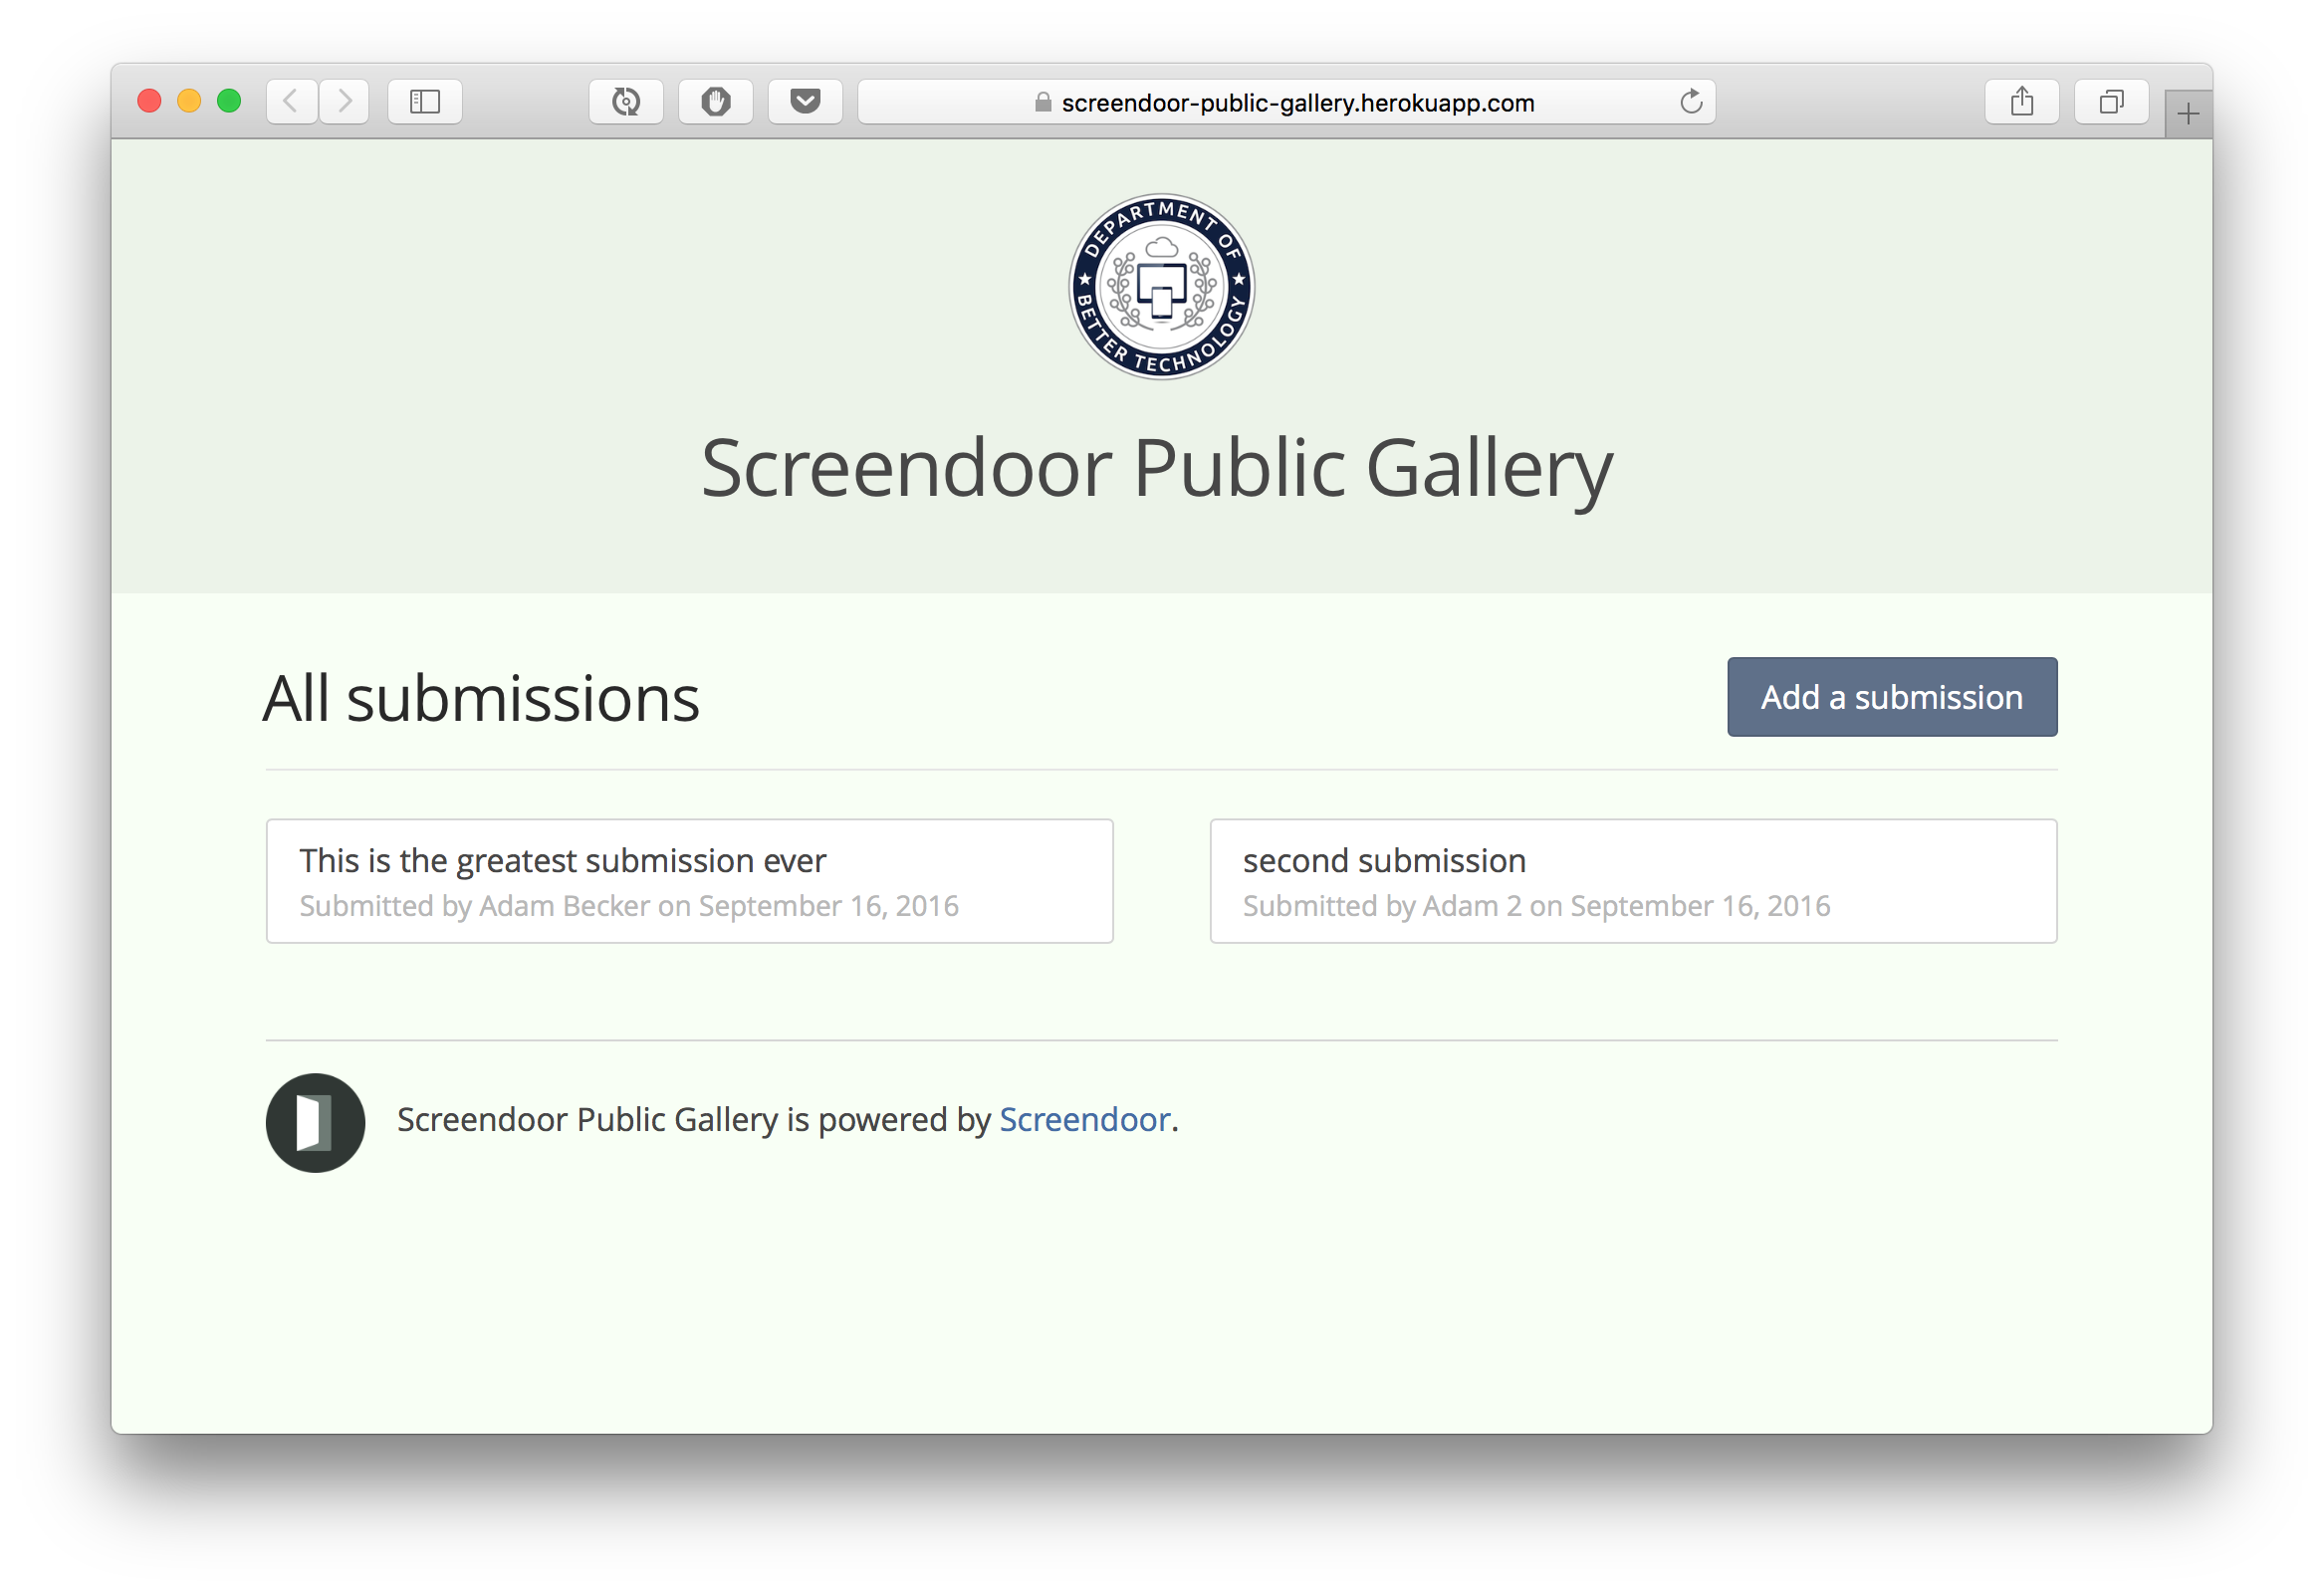 screendoor-public-gallery.herokuapp.com
DEPARTMENT OF
BETTER TECHNOLOGY
Screendoor Public Gallery
All submissions
Add a submission
This is the greatest submission ever
Submitted by Adam Becker on September 16, 2016
second submission
Submitted by Adam 2 on September 16, 2016
Screendoor Public Gallery is powered by Screendoor.